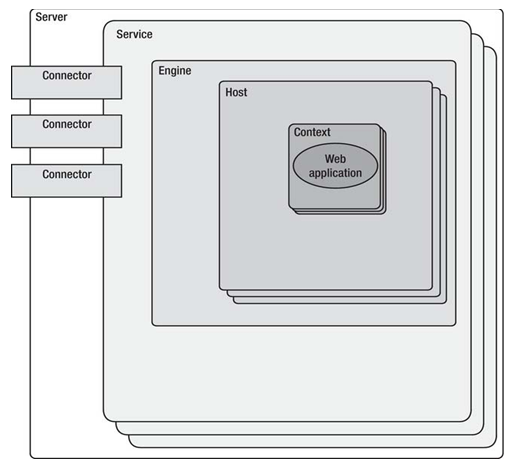 Server
Service
Connector
Engine
Host
Context
Web
application
Connector
Connector